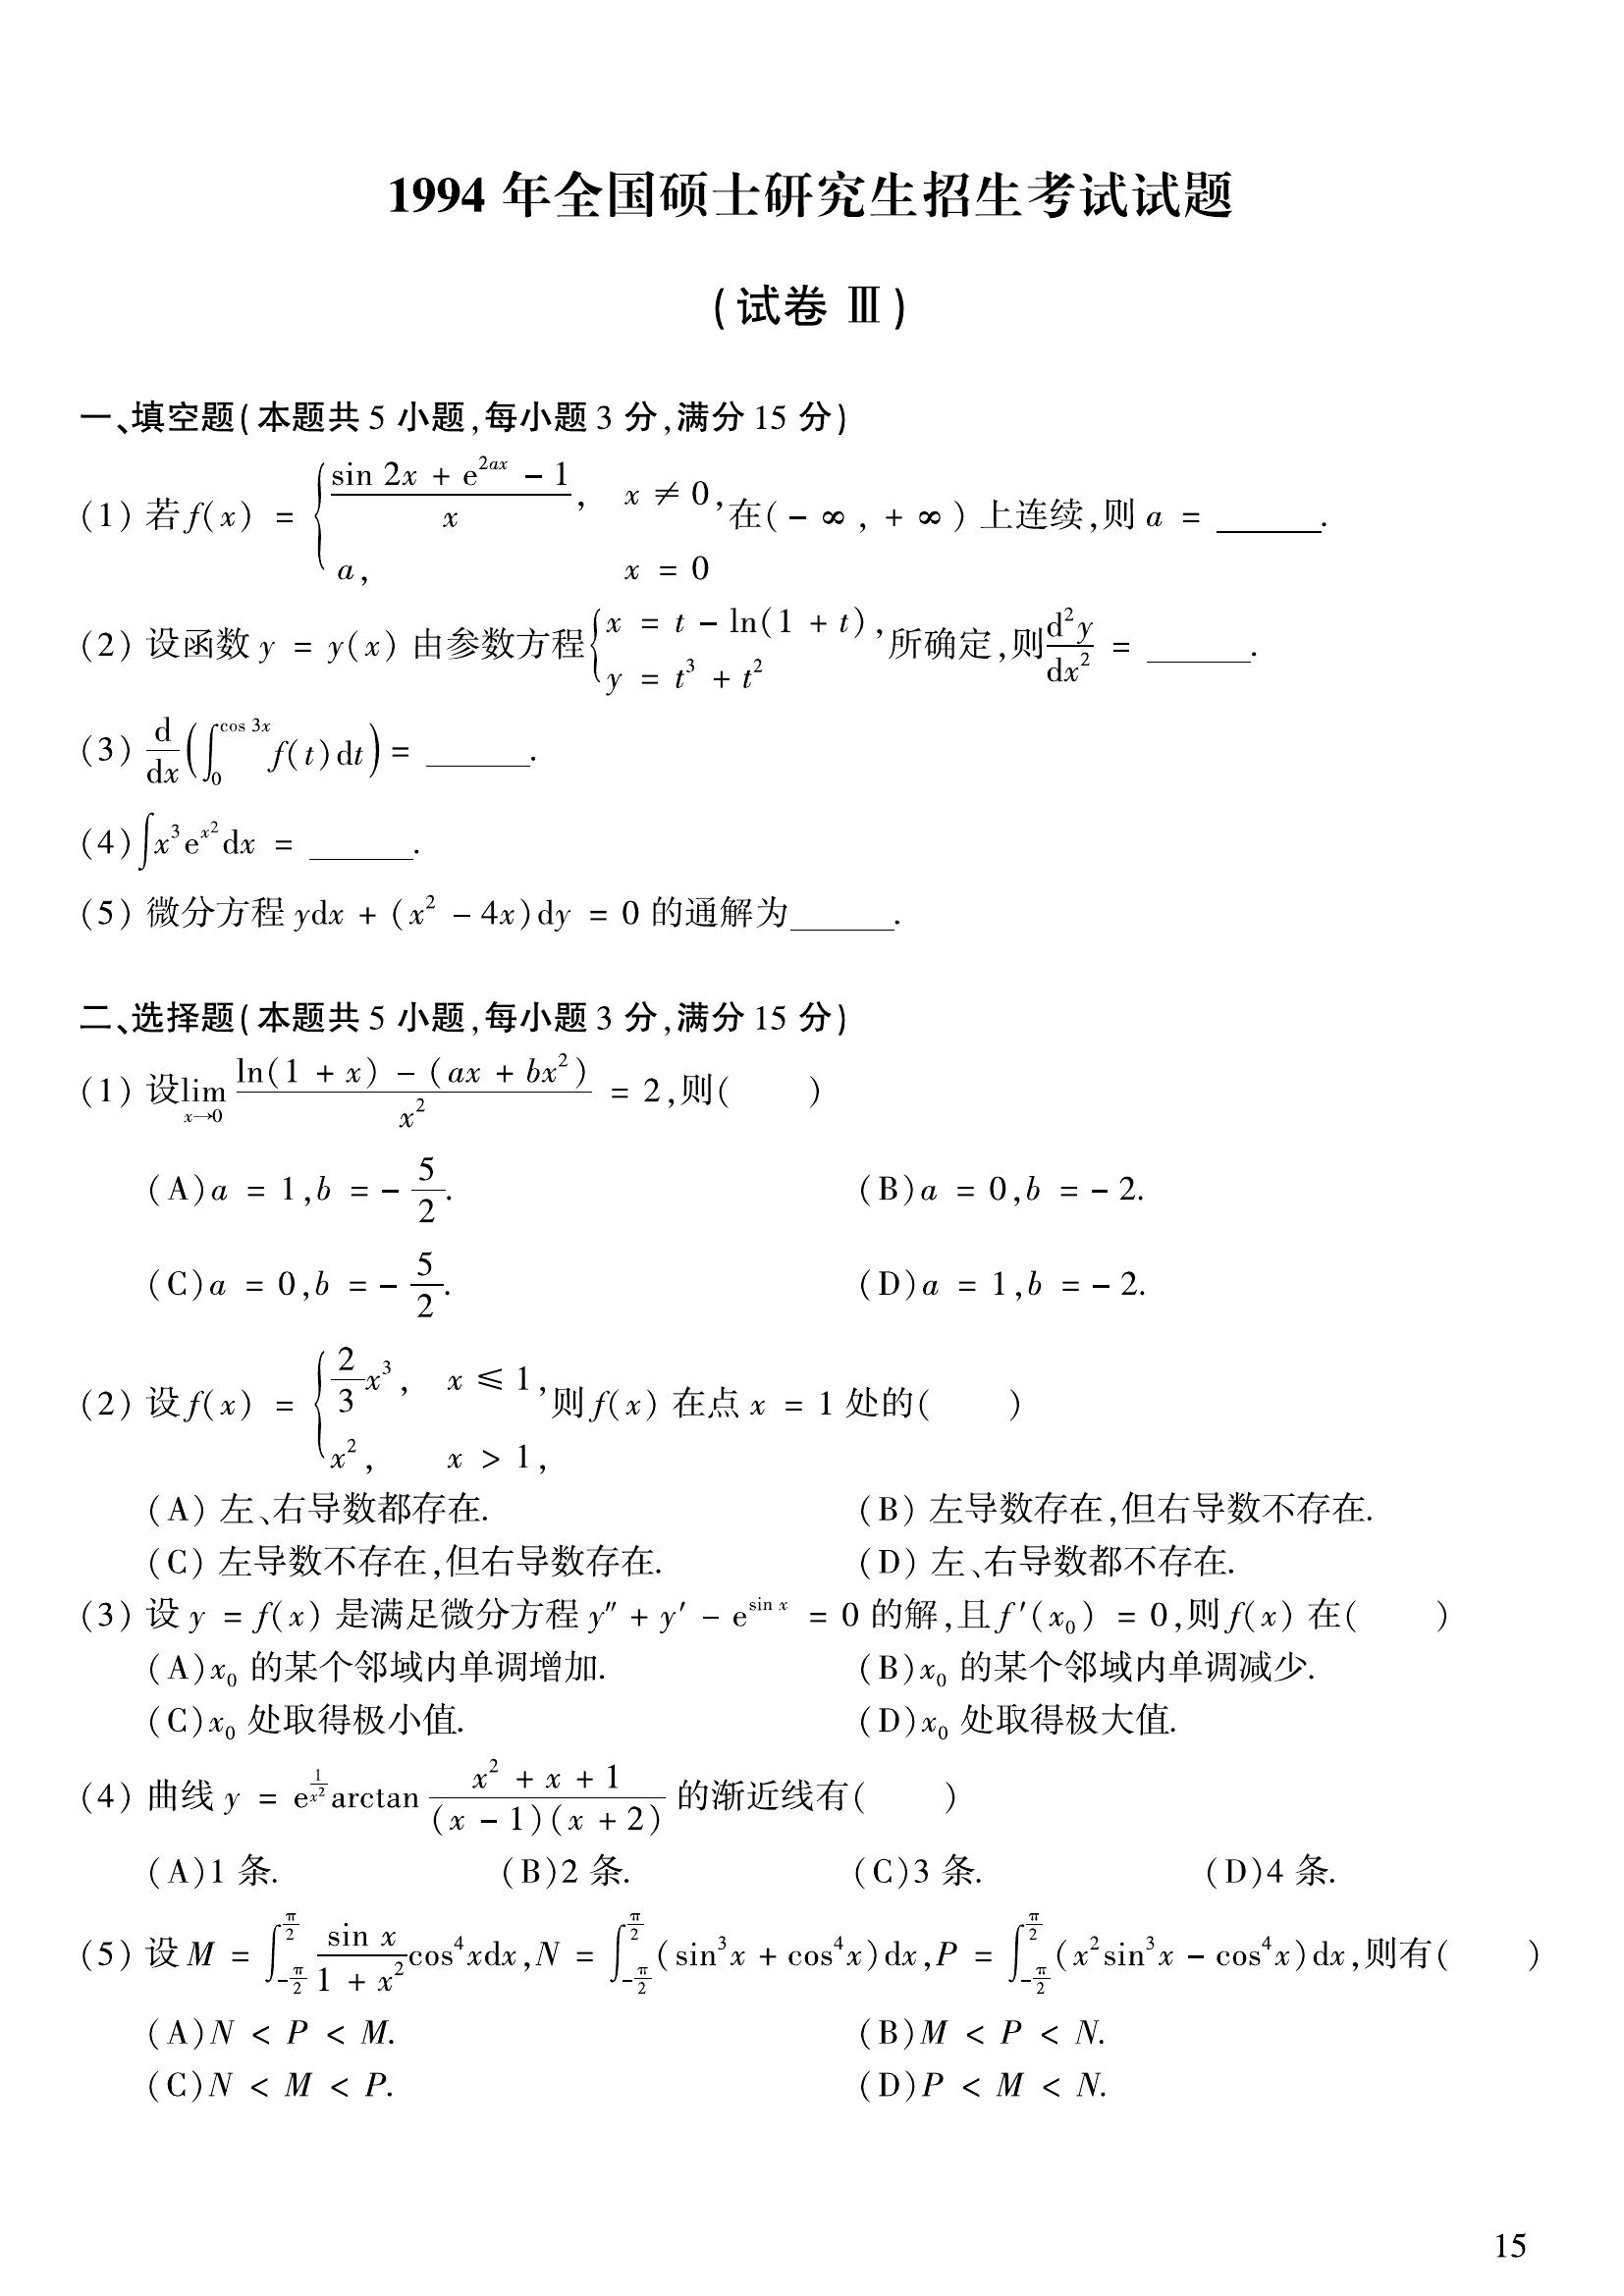 1994 年全国硕士研究生招生考试试题
(试卷 Ⅲ)
一、填空题(本题共 5 小题,每小题 3 分,满分 15 分)
(1) 若 $f(x) = \begin{cases} \dfrac{\sin 2x + e^{2ax} - 1}{x}, & x \neq 0, \\ a, & x = 0 \end{cases}$ 在 $(-\infty, +\infty)$ 上连续,则 $a =$ ______.
(2) 设函数 $y = y(x)$ 由参数方程 $\begin{cases} x = t - \ln(1 + t), \\ y = t^3 + t^2 \end{cases}$ 所确定,则 $\dfrac{d^2y}{dx^2} =$ ______.
(3) $\dfrac{d}{dx}\left(\int_0^{\cos 3x} f(t)dt\right) =$ ______.
(4) $\int x^3 e^{x^2} dx =$ ______.
(5) 微分方程 $ydx + (x^2 - 4x)dy = 0$ 的通解为______.
二、选择题(本题共 5 小题,每小题 3 分,满分 15 分)
(1) 设 $\lim\limits_{x \to 0} \dfrac{\ln(1 + x) - (ax + bx^2)}{x^2} = 2$,则( )
(A) $a = 1, b = -\dfrac{5}{2}$. (B) $a = 0, b = -2$.
(C) $a = 0, b = -\dfrac{5}{2}$. (D) $a = 1, b = -2$.
(2) 设 $f(x) = \begin{cases} \dfrac{2}{3}x^3, & x \leqslant 1, \\ x^2, & x > 1, \end{cases}$ 则 $f(x)$ 在点 $x = 1$ 处的( )
(A) 左、右导数都存在. (B) 左导数存在,但右导数不存在.
(C) 左导数不存在,但右导数存在. (D) 左、右导数都不存在.
(3) 设 $y = f(x)$ 是满足微分方程 $y'' + y' - e^{\sin x} = 0$ 的解,且 $f'(x_0) = 0$,则 $f(x)$ 在( )
(A) $x_0$ 的某个邻域内单调增加. (B) $x_0$ 的某个邻域内单调减少.
(C) $x_0$ 处取得极小值. (D) $x_0$ 处取得极大值.
(4) 曲线 $y = e^{\frac{1}{x^2}} \arctan \dfrac{x^2 + x + 1}{(x - 1)(x + 2)}$ 的渐近线有( )
(A)1 条. (B)2 条. (C)3 条. (D)4 条.
(5) 设 $M = \int_{-\frac{\pi}{2}}^{\frac{\pi}{2}} \dfrac{\sin x}{1 + x^2} \cos^4 x dx, N = \int_{-\frac{\pi}{2}}^{\frac{\pi}{2}} (\sin^3 x + \cos^4 x) dx, P = \int_{-\frac{\pi}{2}}^{\frac{\pi}{2}} (x^2 \sin^3 x - \cos^4 x) dx$,则有( )
(A) $N < P < M$. (B) $M < P < N$.
(C) $N < M < P$. (D) $P < M < N$.
15